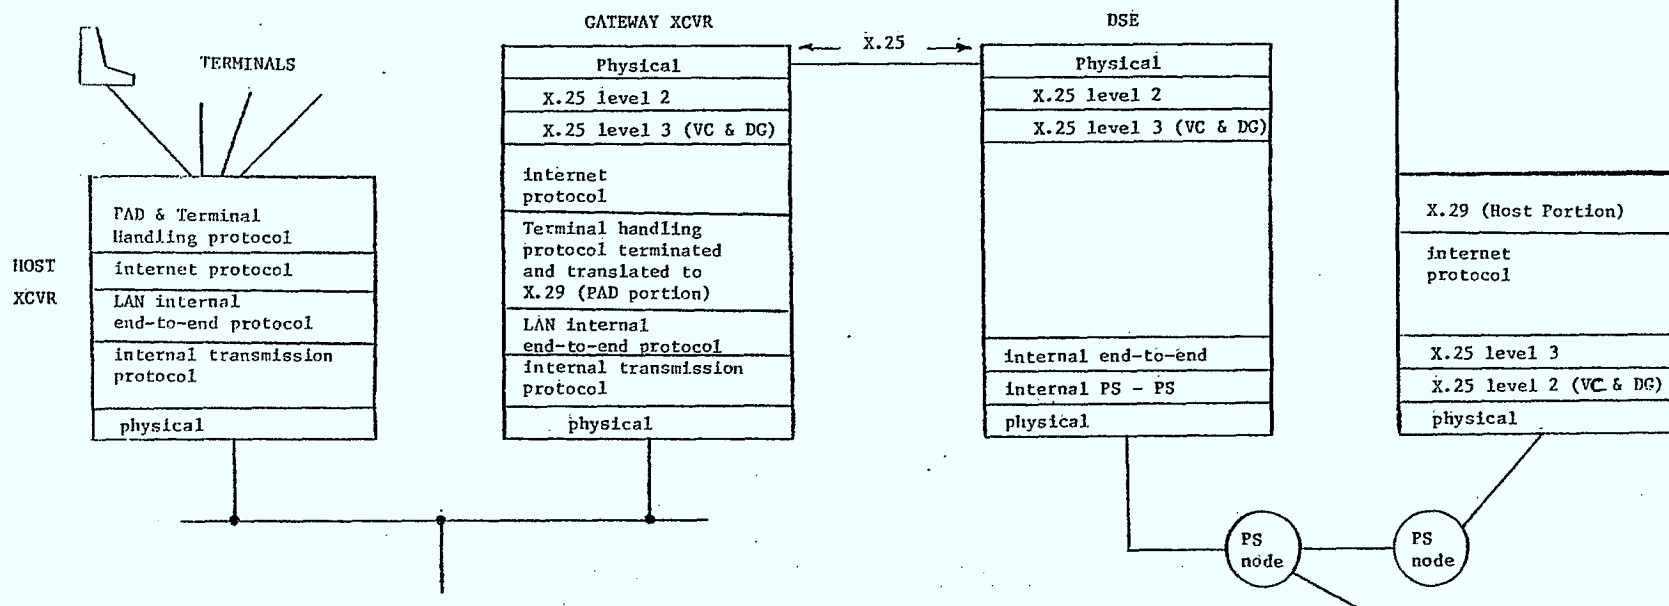 TERMINALS
HOST
XCVR
PAD & Terminal
Handling protocol
internet protocol
LAN internal
end-to-end protocol
internal transmission
protocol
physical
GATEWAY XCVR
Physical
X.25 level 2
X.25 level 3 (VC & DG)
internet
protocol
Terminal handling
protocol terminated
and translated to
X.29 (PAD portion)
LAN internal
end-to-end protocol
internal transmission
protocol
physical
X.25
DSE
Physical
X.25 level 2
X.25 level 3 (VC & DG)
internal end-to-end
internal PS - PS
physical
X.29 (Host Portion)
internet
protocol
X.25 level 3
X.25 level 2 (VC & DG)
physical
PS
node
PS
node